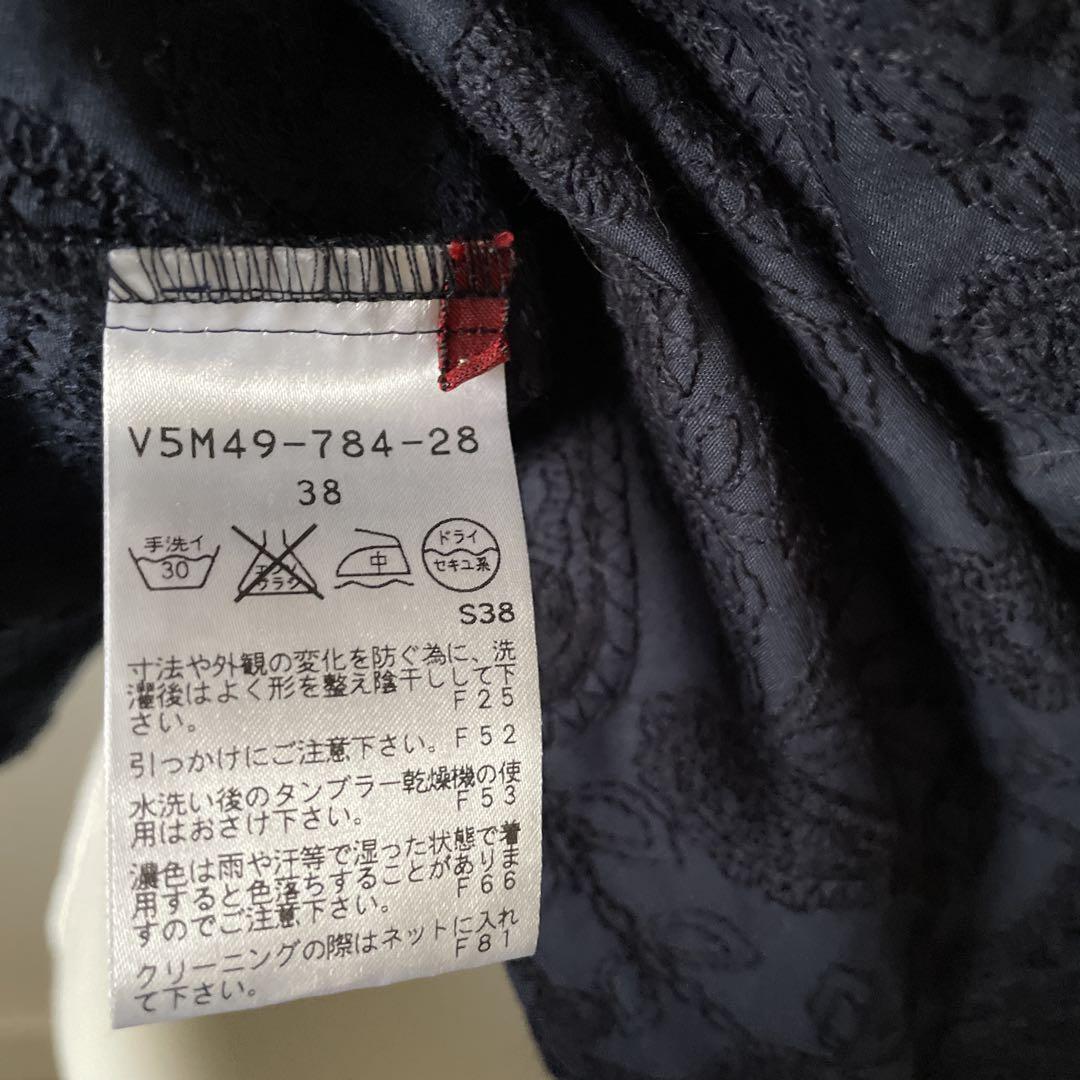 V5M49-784-28
38
手洗イ
30
エンソ
サラシ
中
ドライ
セキユ系
S38
寸法や外観の変化を防ぐ為に、洗
濯後はよく形を整え陰干しして下
さい。 F25
引っかけにご注意下さい。F52
水洗い後のタンブラー乾燥機の使
用はおさけ下さい。 F53
濃色は雨や汗等で湿った状態で着
用すると色落ちすることがありま
すのでご注意下さい。 F66
クリーニングの際はネットに入れ
て下さい。 F81